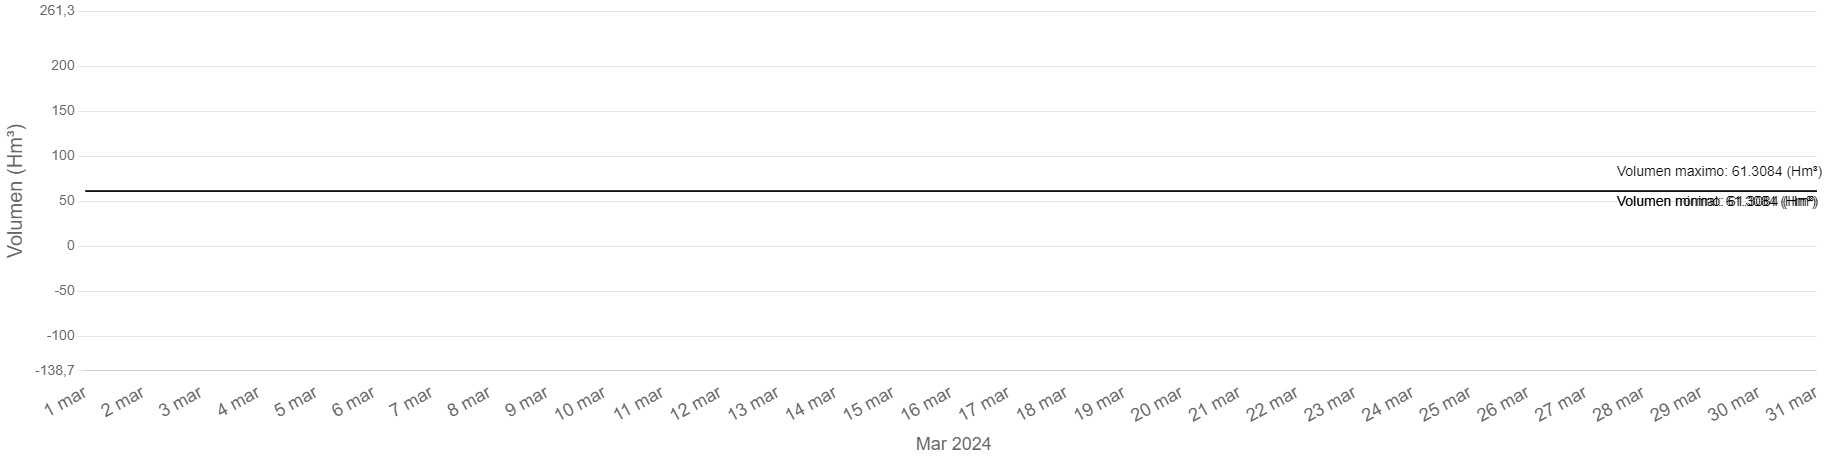 261,3
200
150
100
50
0
-50
-100
-138,7
Volumen (Hm³)
Volumen maximo: 61.3084 (Hm³)
Volumen
1 mar
2 mar
3 mar
4 mar
5 mar
6 mar
7 mar
8 mar
9 mar
10 mar
11 mar
12 mar
13 mar
14 mar
15 mar
16 mar
17 mar
18 mar
19 mar
20 mar
21 mar
22 mar
23 mar
24 mar
25 mar
26 mar
27 mar
28 mar
29 mar
30 mar
31 mar
Mar 2024